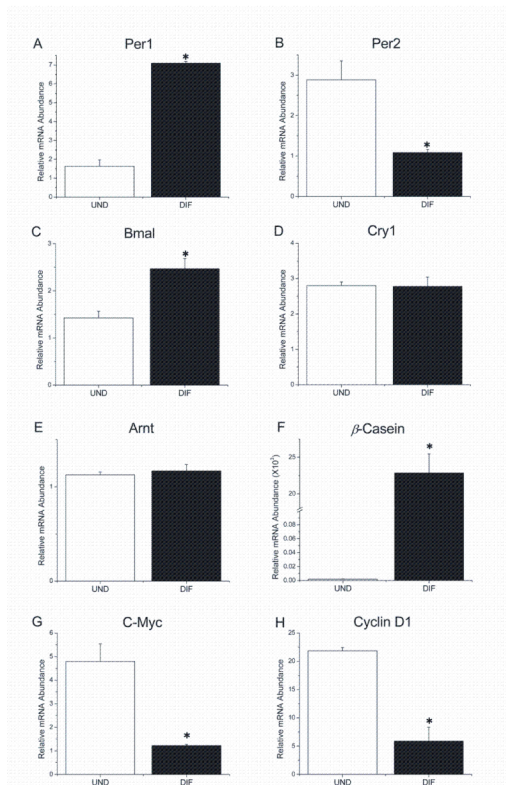 A Per1
Relative mRNA Abundance
7
6
5
4
3
2
1
0
*
UND DIF
B Per2
Relative mRNA Abundance
3
2
1
0
*
UND DIF
C Bmal
Relative mRNA Abundance
3
2
1
0
*
UND DIF
D Cry1
Relative mRNA Abundance
4
3
2
1
0
UND DIF
E Arnt
Relative mRNA Abundance
1
0
UND DIF
F β-Casein
Relative mRNA Abundance (X10³)
25
20
0.08
0.06
0.04
0.02
0.00
*
UND DIF
G C-Myc
Relative mRNA Abundance
6
5
4
3
2
1
0
*
UND DIF
H Cyclin D1
Relative mRNA Abundance
25
20
15
10
5
0
*
UND DIF